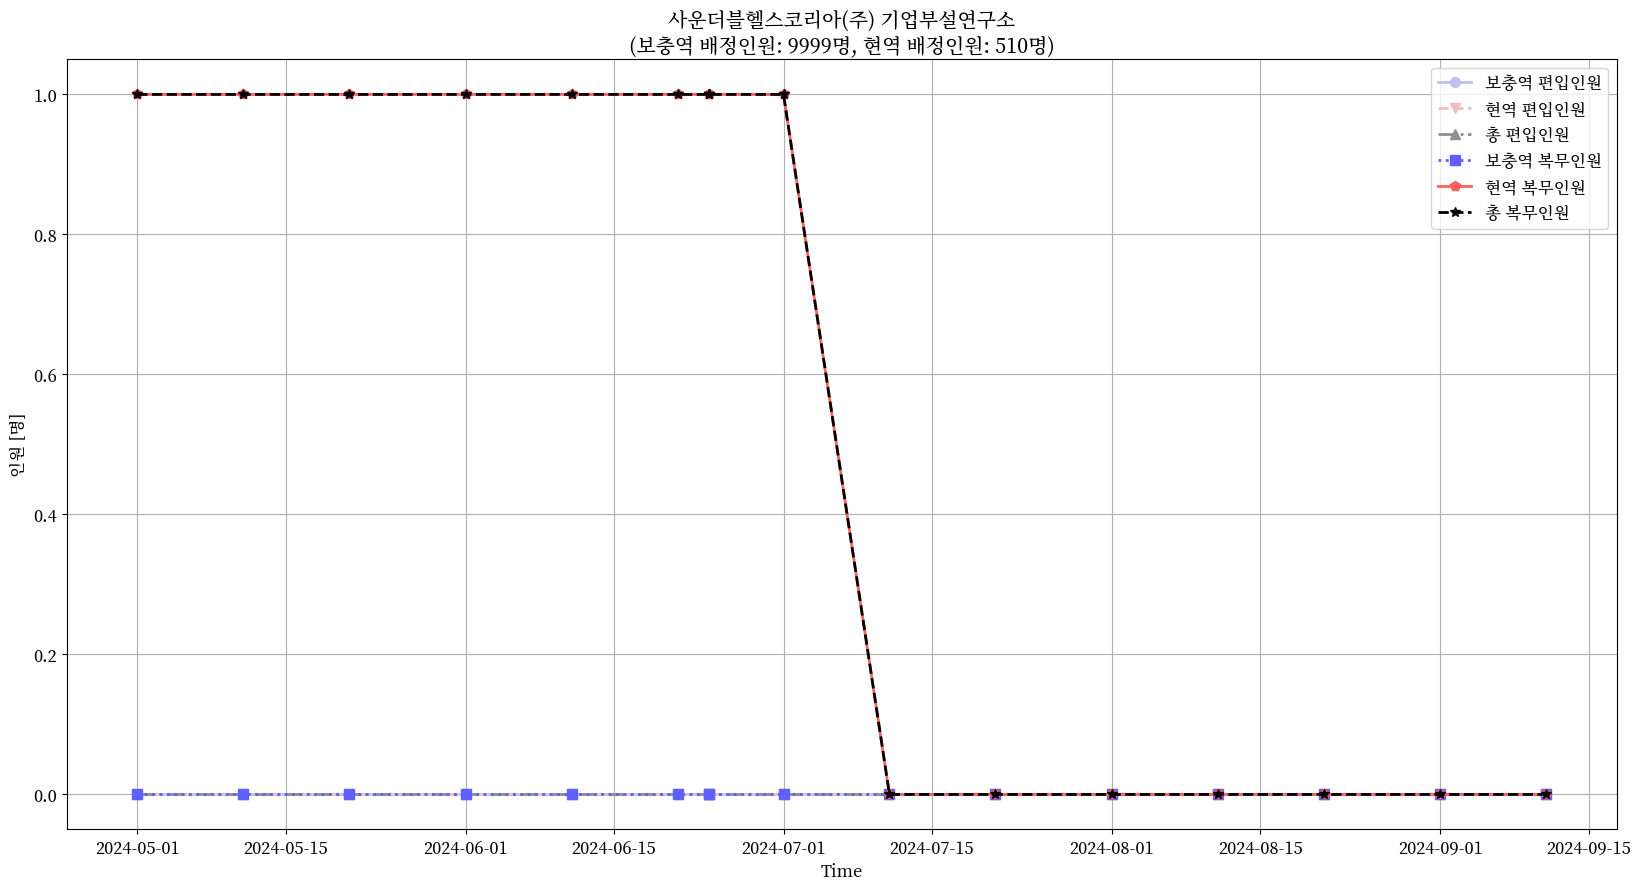 사운더블헬스코리아(주) 기업부설연구소
(보충역 배정인원: 9999명, 현역 배정인원: 510명)
보충역 편입인원
현역 편입인원
총 편입인원
보충역 복무인원
현역 복무인원
총 복무인원
인원 [명]
1.0
0.8
0.6
0.4
0.2
0.0
2024-05-01 2024-05-15 2024-06-01 2024-06-15 2024-07-01 2024-07-15 2024-08-01 2024-08-15 2024-09-01 2024-09-15
Time